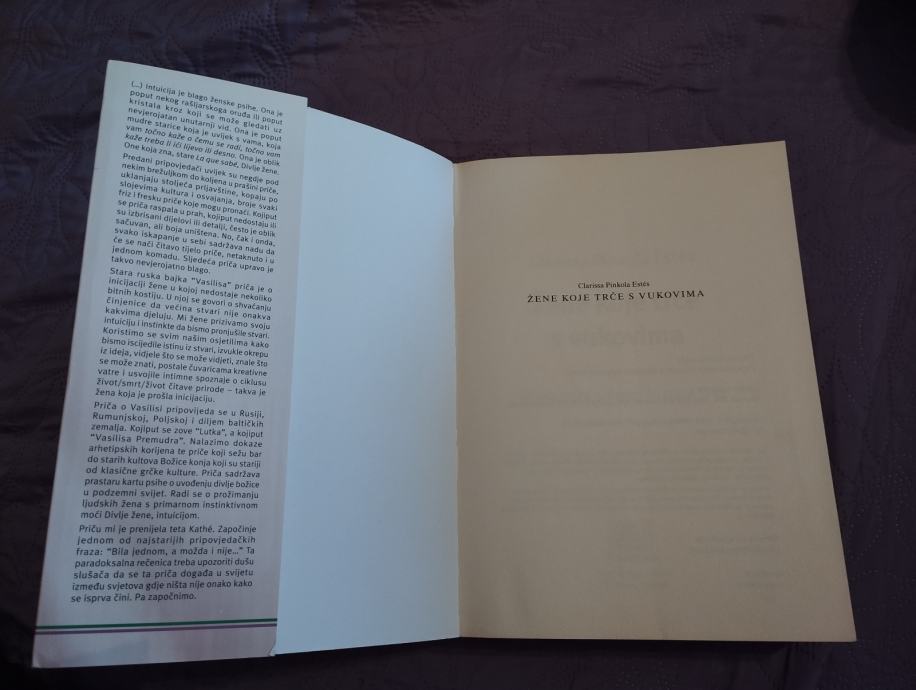 (...) Intuicija je blago ženske psihe. Ona je
poput nekog rašljarskoga oruđa ili poput
kristala kroz koji se može gledati uz
nevjerojatan unutarnji vid. Ona je poput
mudre starice koja je uvijek s vama, koja
vam točno kaže o čemu se radi, točno vam
kaže treba li ići lijevo ili desno. Ona je oblik
One koja zna, stare La que sabé, Divlje žene.
Predani pripovjedači uvijek su negdje pod
nekim brežuljkom do koljena u prašini priče,
uklanjaju stoljeća prljavštine, kopaju po
slojevima kultura i osvajanja, broje svaki
friz i fresku priče koje mogu pronaći. Kojiput
se priča raspala u prah, kojiput nedostaju ili
su izbrisani dijelovi ili detalji, često je oblik
sačuvan, ali boja uništena. No, čak i onda,
svako iskapanje u sebi sadržava nadu da
će se naći čitavo tijelo priče, netaknuto i u
jednom komadu. Sljedeća priča upravo je
takvo nevjerojatno blago.
Stara ruska bajka "Vasilisa" priča je o
inicijaciji žene u kojoj nedostaje nekoliko
bitnih kostiju. U njoj se govori o shvaćanju
činjenice da većina stvari nije onakva
kakvima djeluju. Mi žene prizivamo svoju
intuiciju i instinkte da bismo pronjušile stvari.
Koristimo se svim našim osjetilima kako
bismo iscijedile istinu iz stvari, izvukle okrepu
iz ideja, vidjele što se može vidjeti, znale što
se može znati, postale čuvaricama kreativne
vatre i usvojile intimne spoznaje o ciklusu
život/smrt/život čitave prirode – takva je
žena koja je prošla inicijaciju.
Priča o Vasilisi pripovijeda se u Rusiji,
Rumunjskoj, Poljskoj i diljem baltičkih
zemalja. Kojiput se zove "Lutka", a kojiput
"Vasilisa Premudra". Nalazimo dokaze
arhetipskih korijena te priče koji sežu bar
do starih kultova Božice konja koji su stariji
od klasične grčke kulture. Priča sadržava
prastaru kartu psihe o uvođenju divlje božice
u podzemni svijet. Radi se o prožimanju
ljudskih žena s primarnom instinktivnom
moći Divlje žene, intuicijom.
Priču mi je prenijela teta Kathé. Započinje
jednom od najstarijih pripovjedačkih
fraza: "Bila jednom, a možda i nije..." Ta
paradoksalna rečenica treba upozoriti dušu
slušača da se ta priča događa u svijetu
između svjetova gdje ništa nije onako kako
se isprva čini. Pa započnimo.
Clarissa Pinkola Estés
ŽENE KOJE TRČE S VUKOVIMA